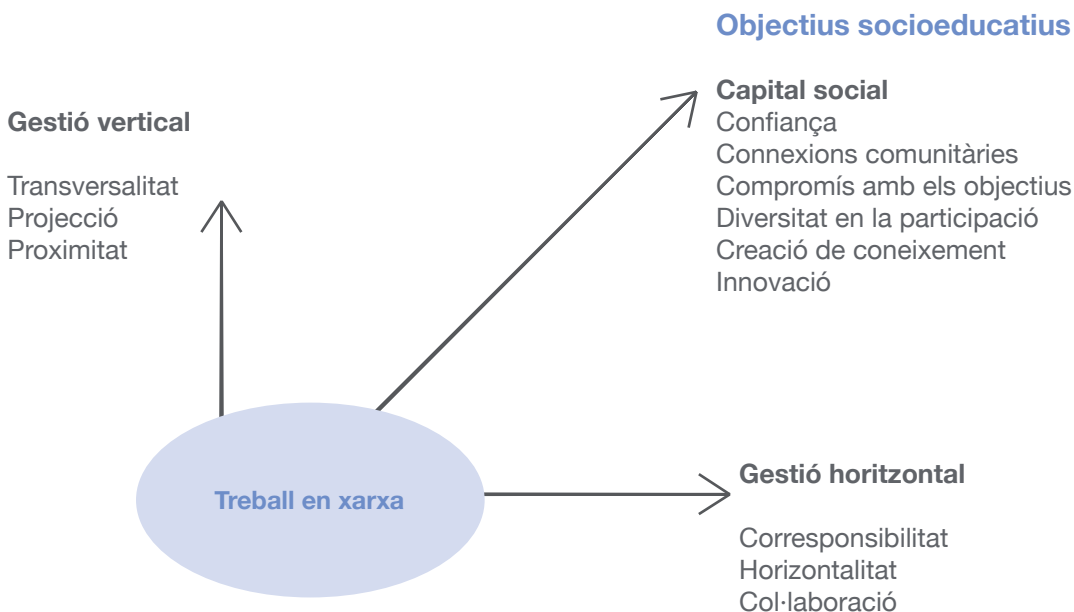 Objectius socioeducatius
Gestió vertical
Transversalitat
Projecció
Proximitat
Capital social
Confiança
Connexions comunitàries
Compromís amb els objectius
Diversitat en la participació
Creació de coneixement
Innovació
Treball en xarxa
Gestió horitzontal
Corresponsibilitat
Horizontalitat
Col·laboració